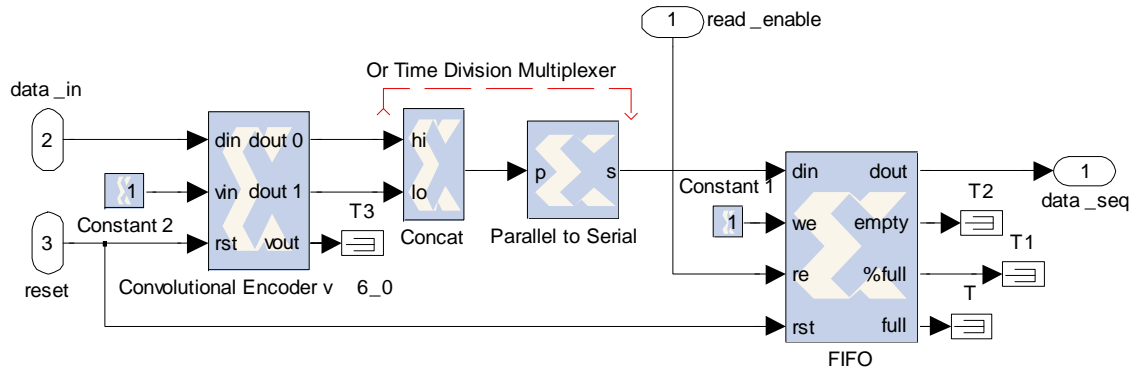 1
read _enable
Or Time Division Multiplexer
data _in
2
din
dout 0
hi
vin
dout 1
lo
p
s
din
dout
1
data _seq
1
Constant 2
T3
Concat
Parallel to Serial
Constant 1
1
we
empty
T2
3
reset
rst
vout
re
%full
T1
Convolutional Encoder v 6_0
rst
full
T
FIFO